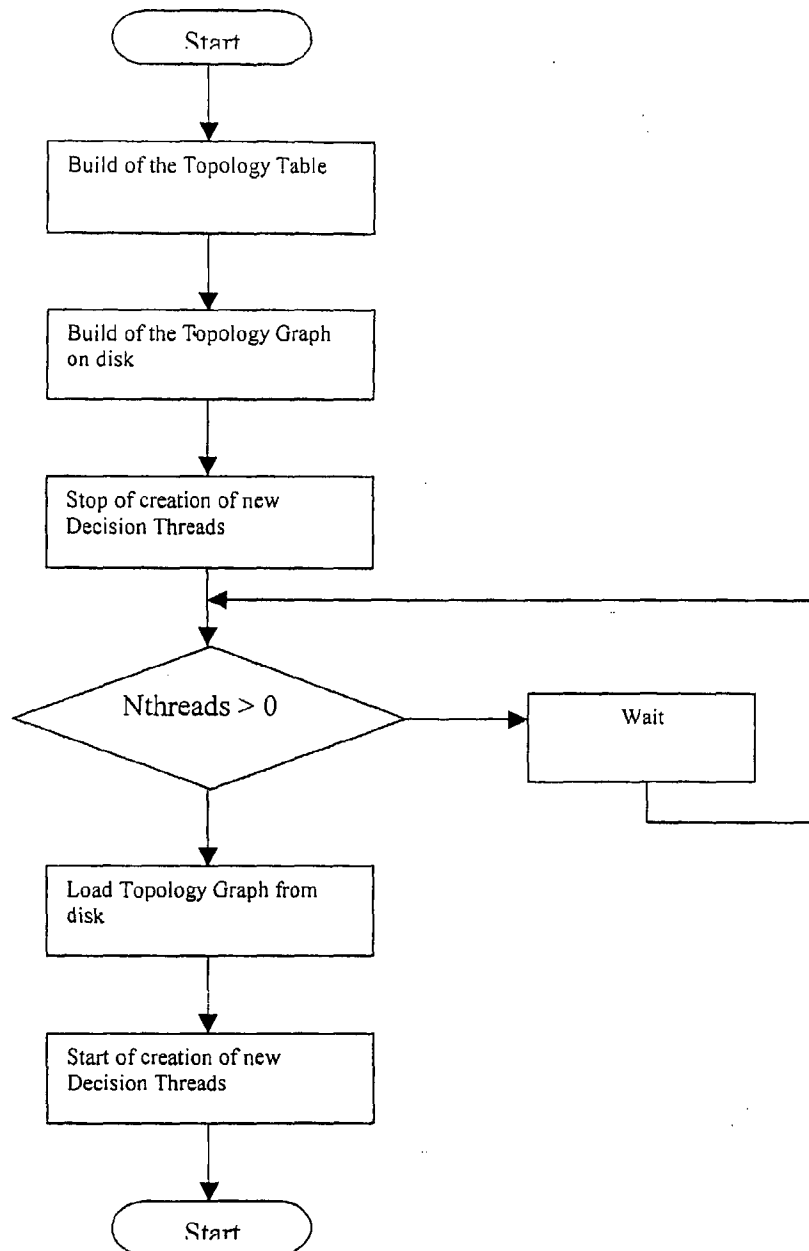 Start
Build of the Topology Table
Build of the Topology Graph
on disk
Stop of creation of new
Decision Threads
Nthreads > 0
Wait
Load Topology Graph from
disk
Start of creation of new
Decision Threads
Start